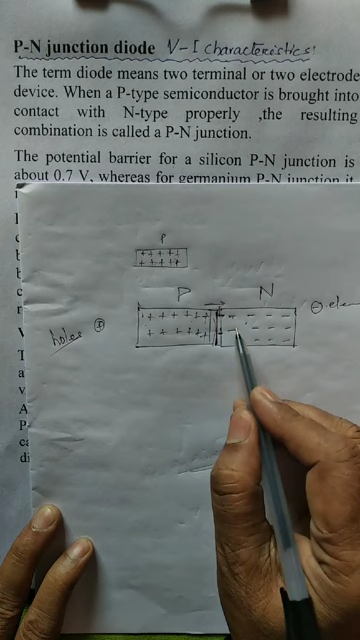 P-N junction diode V-I characteristics:
The term diode means two terminal or two electrode
device. When a P-type semiconductor is brought into
contact with N-type properly ,the resulting
combination is called a P-N junction.
The potential barrier for a silicon P-N junction is
about 0.7 V, whereas for germanium P-N junction it
P
P N
holes +
- elec